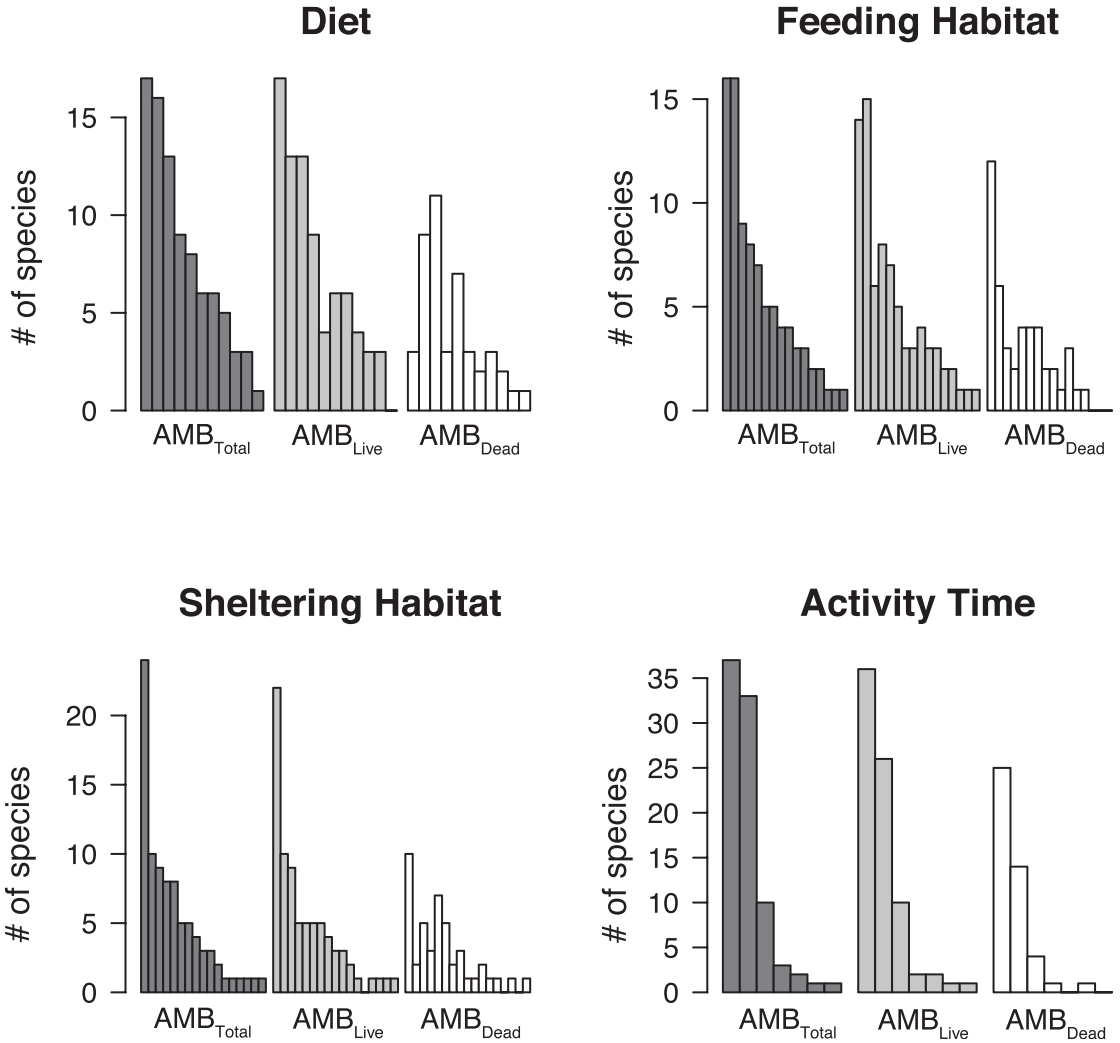 Diet
# of species
15
10
5
0
AMBTotal AMBLive AMBDead
Feeding Habitat
# of species
15
10
5
0
AMBTotal AMBLive AMBDead
Sheltering Habitat
# of species
20
15
10
5
0
AMBTotal AMBLive AMBDead
Activity Time
# of species
35
30
25
20
15
10
5
0
AMBTotal AMBLive AMBDead